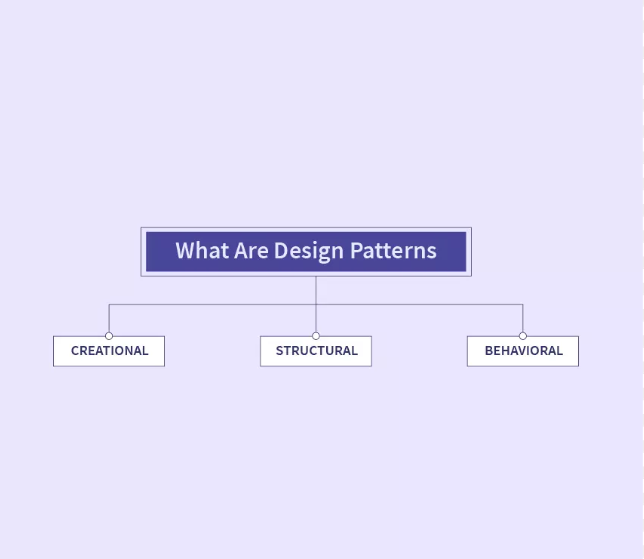 What Are Design Patterns
CREATIONAL
STRUCTURAL
BEHAVIORAL